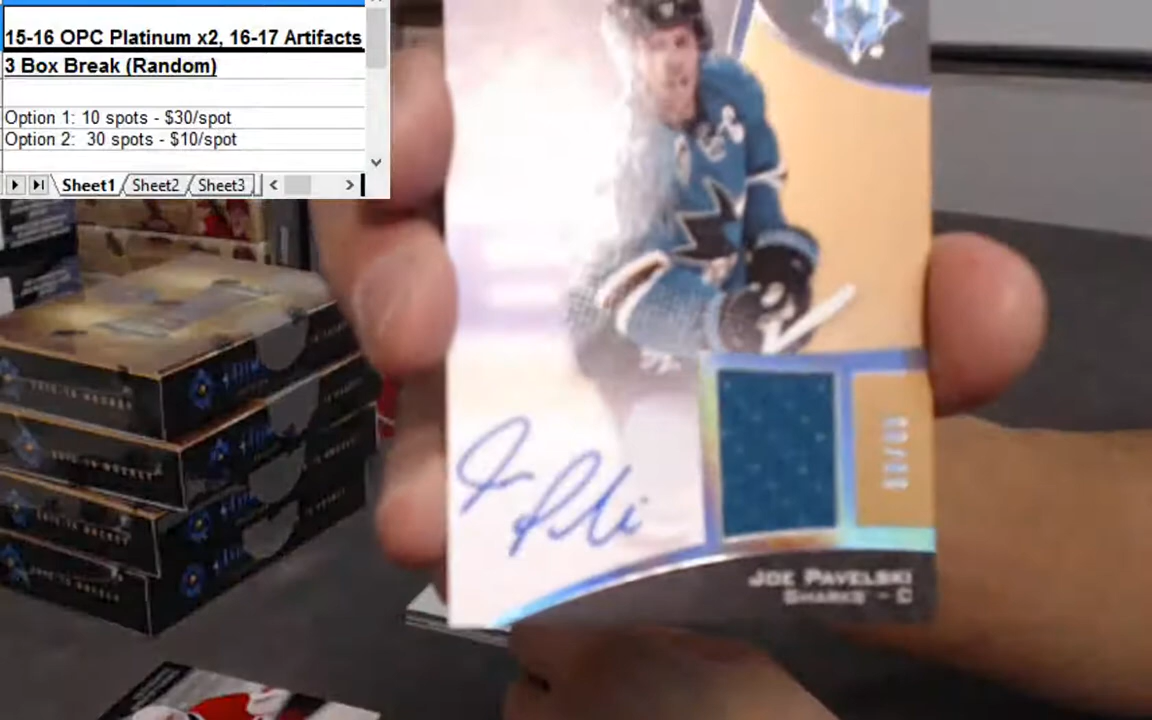 15-16 OPC Platinum x2, 16-17 Artifacts
3 Box Break (Random)
Option 1: 10 spots - $30/spot
Option 2: 30 spots - $10/spot
Sheet1 Sheet2 Sheet3
Joe Pavelski
Sharks - C